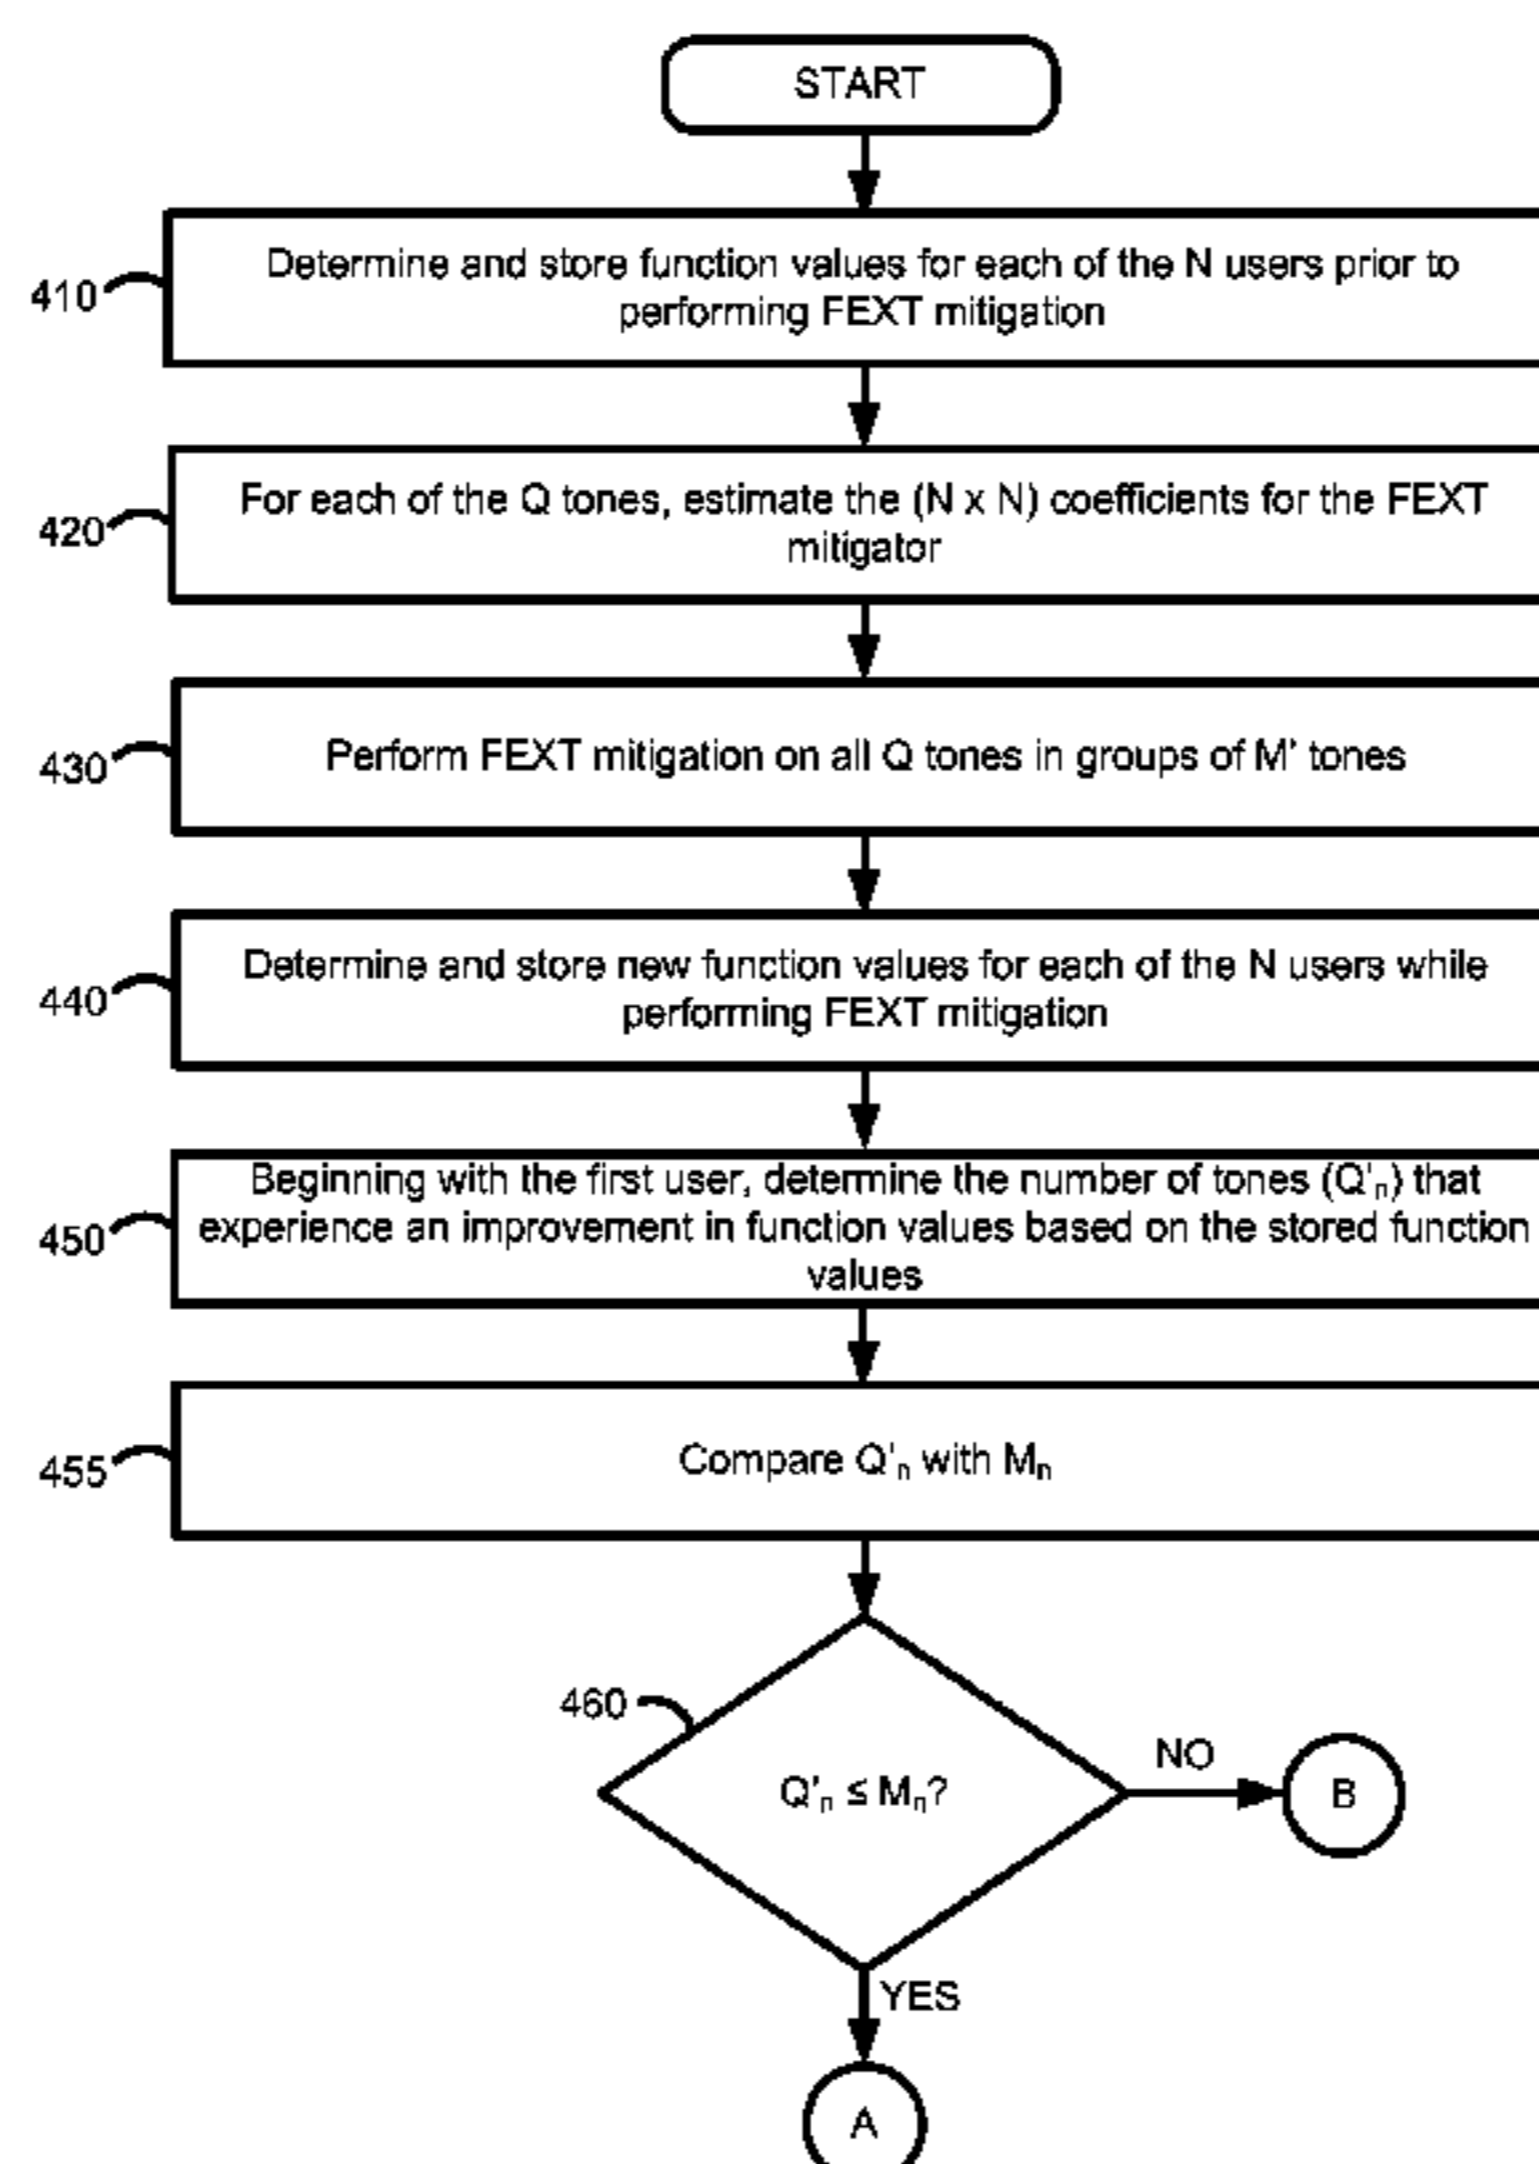 START
410
Determine and store function values for each of the N users prior to
performing FEXT mitigation
420
For each of the Q tones, estimate the (N x N) coefficients for the FEXT
mitigator
430
Perform FEXT mitigation on all Q tones in groups of M' tones
440
Determine and store new function values for each of the N users while
performing FEXT mitigation
450
Beginning with the first user, determine the number of tones (Q'ₙ) that
experience an improvement in function values based on the stored function
values
455
Compare Q'ₙ with Mₙ
460
Q'ₙ ≤ Mₙ?
NO
B
YES
A